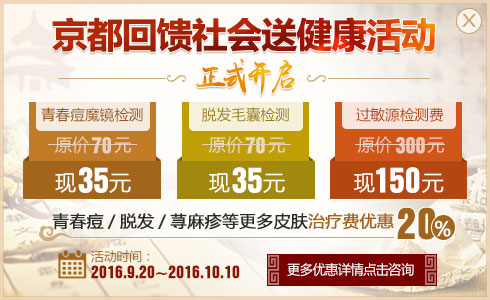 京都回馈社会送健康活动
正式开启
青春痘魔镜检测
原价70元
现35元
脱发毛囊检测
原价70元
现35元
过敏源检测费
原价300元
现150元
青春痘/脱发/荨麻疹等更多皮肤治疗费优惠20%
活动时间:
2016.9.20~2016.10.10
更多优惠详情点击咨询